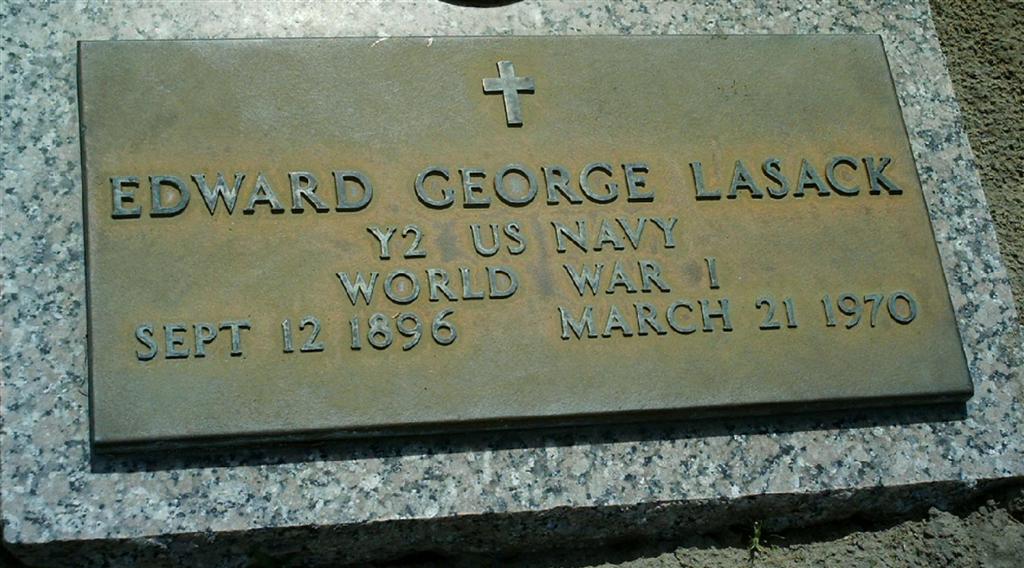 EDWARD GEORGE LASACK
Y2 US NAVY
WORLD WAR I
SEPT 12 1896 MARCH 21 1970